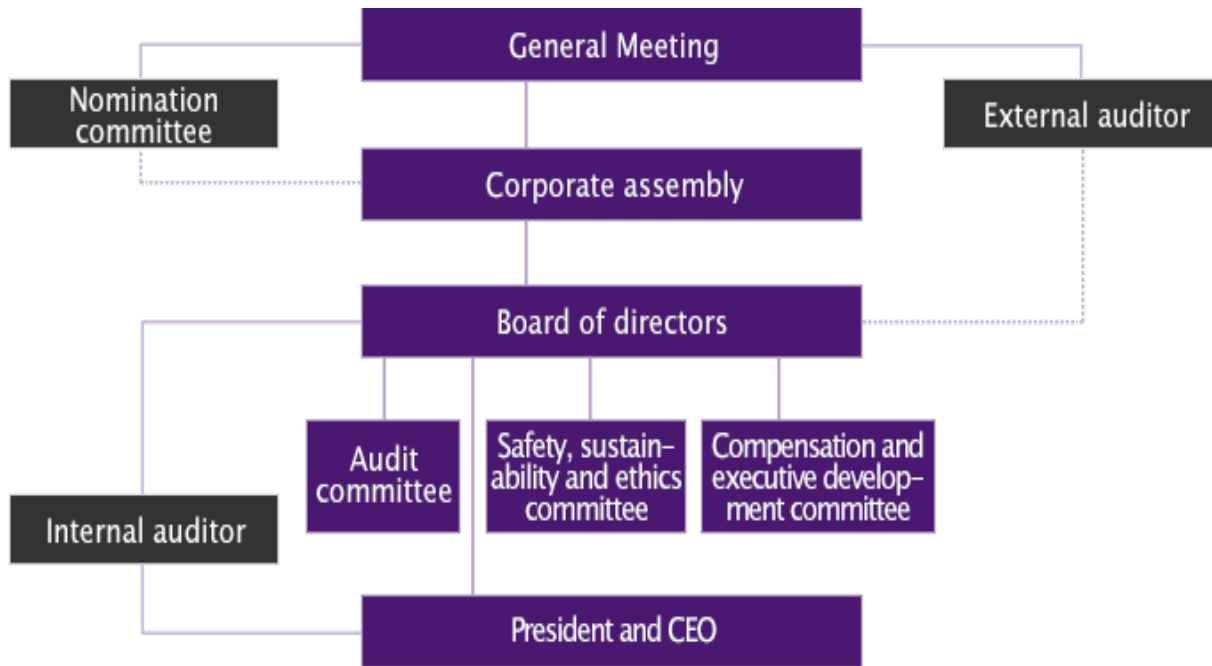 General Meeting
Nomination
committee
External auditor
Corporate assembly
Board of directors
Audit
committee
Safety, sustain-
ability and ethics
committee
Compensation and
executive develop-
ment committee
Internal auditor
President and CEO